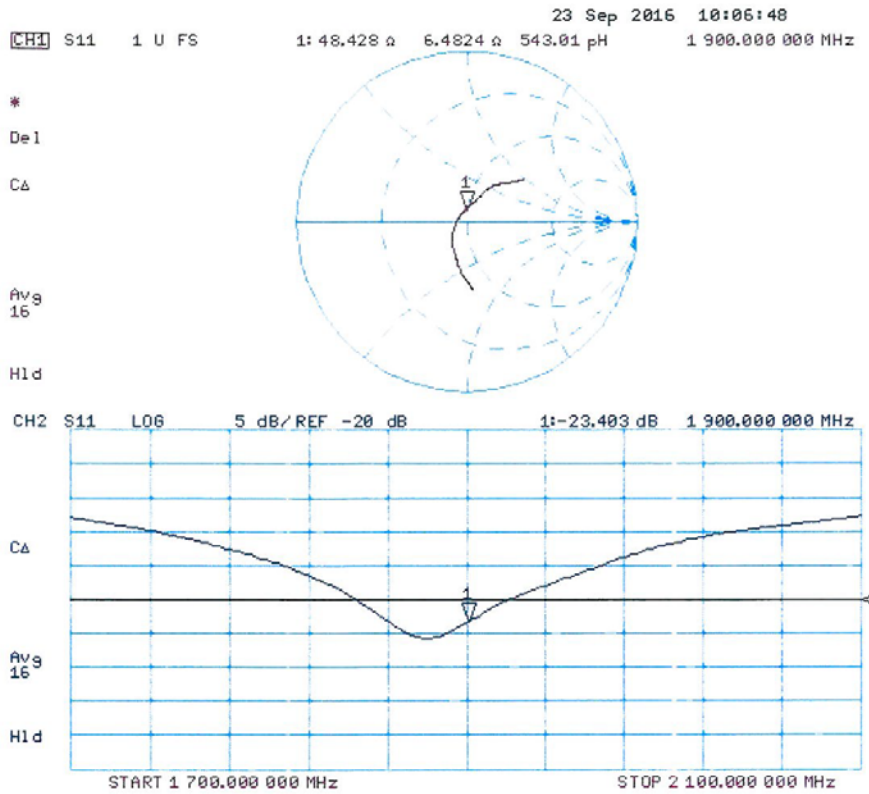 23 Sep 2016 10:06:48
CH1 S11 1 U FS 1: 48.428 Ω 6.4824 Ω 543.01 pH 1 900.000 000 MHz
*
Del
CΔ
1
Avg
16
Hld
CH2 S11 LOG 5 dB/REF -20 dB 1:-23.403 dB 1 900.000 000 MHz
CΔ
1
Avg
16
Hld
START 1 700.000 000 MHz STOP 2 100.000 000 MHz